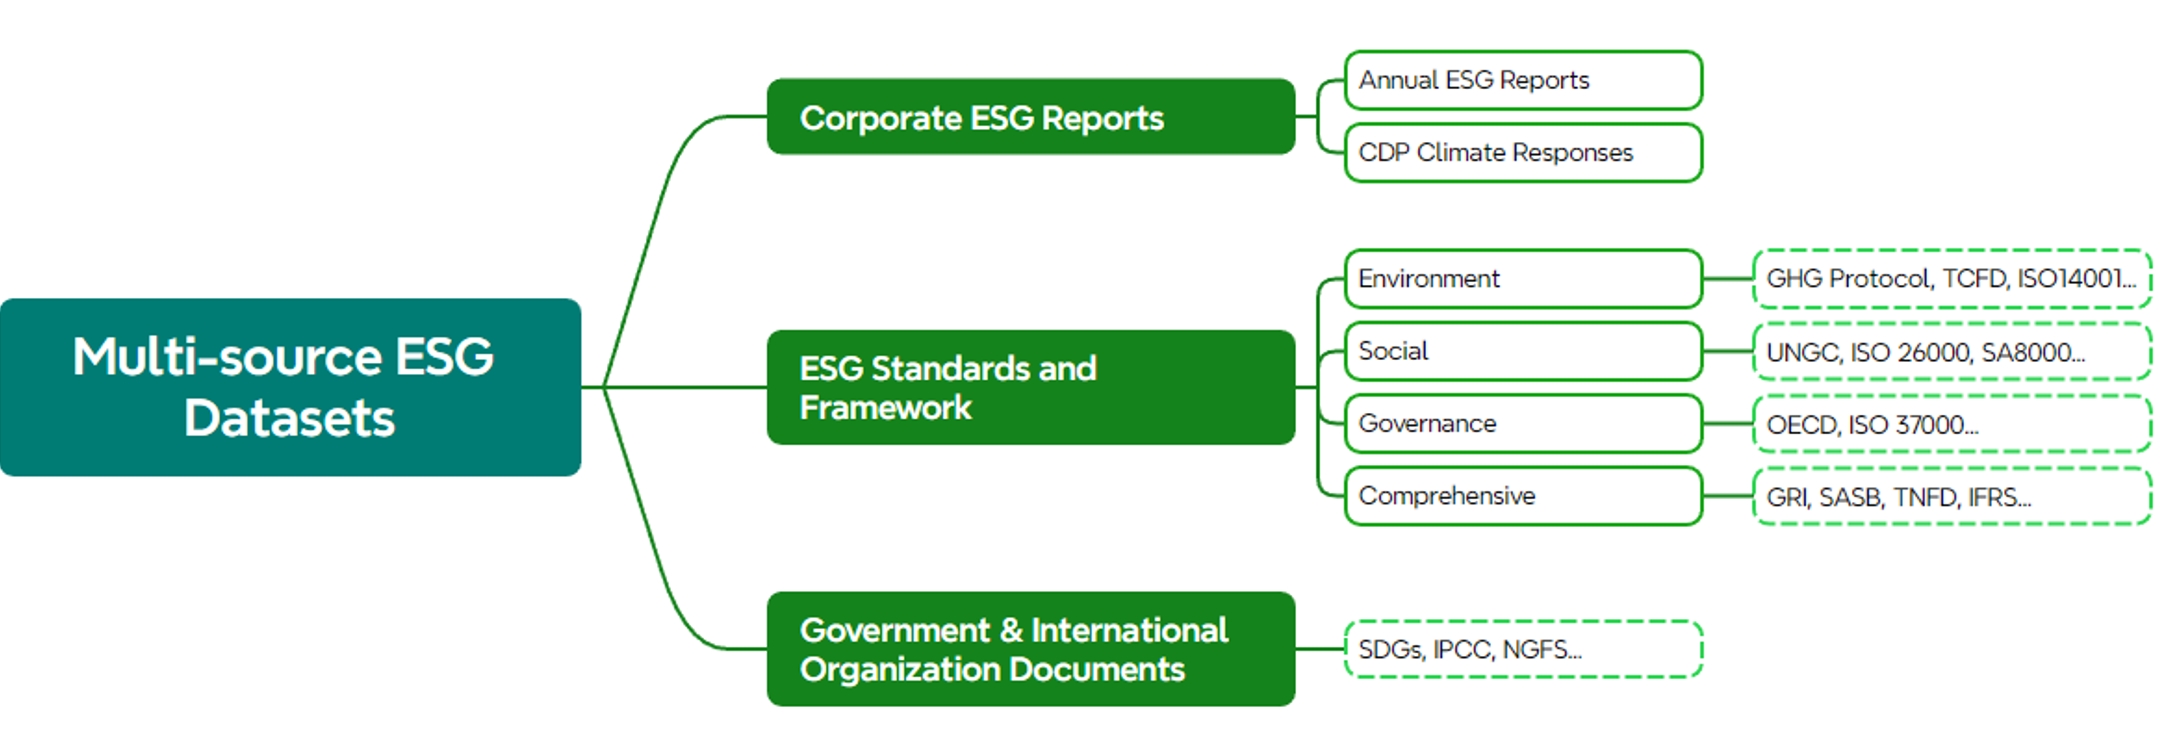 Multi-source ESG
Datasets
Corporate ESG Reports
Annual ESG Reports
CDP Climate Responses
ESG Standards and
Framework
Environment
GHG Protocol, TCFD, ISO14001...
Social
UNGC, ISO 26000, SA8000...
Governance
OECD, ISO 37000...
Comprehensive
GRI, SASB, TNFD, IFRS...
Government & International
Organization Documents
SDGs, IPCC, NGFS...